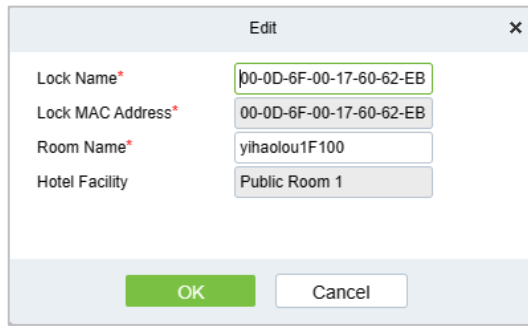 Edit
Lock Name* 00-0D-6F-00-17-60-62-EB
Lock MAC Address* 00-0D-6F-00-17-60-62-EB
Room Name* yihaolou1F100
Hotel Facility Public Room 1
OK Cancel